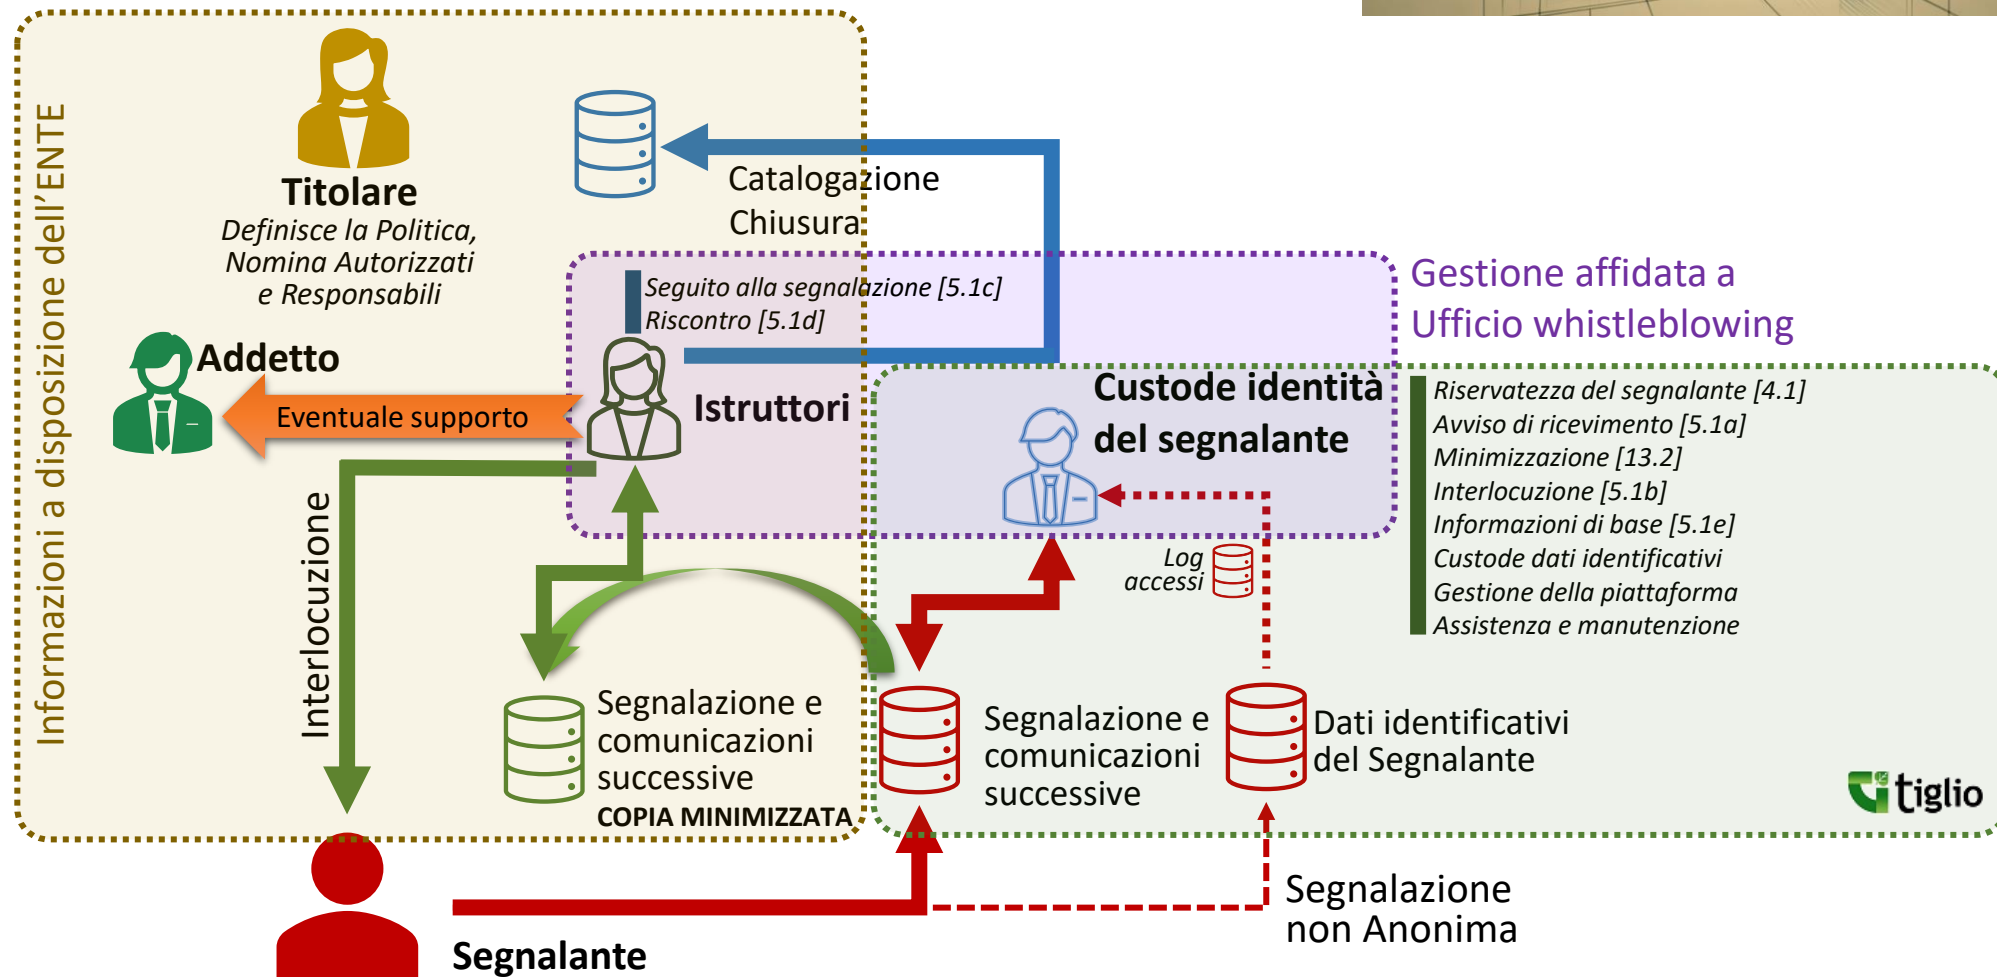 Informazioni a disposizione dell'ENTE
Titolare
Definisce la Politica,
Nomina Autorizzati
e Responsabili
Catalogazione
Chiusura
Seguito alla segnalazione [5.1c]
Riscontro [5.1d]
Gestione affidata a
Ufficio whistleblowing
Addetto
Eventuale supporto
Istruttori
Custode identità
del segnalante
Riservatezza del segnalante [4.1]
Avviso di ricevimento [5.1a]
Minimizzazione [13.2]
Interlocuzione [5.1b]
Informazioni di base [5.1e]
Custode dati identificativi
Gestione della piattaforma
Assistenza e manutenzione
Interlocuzione
Log
accessi
Segnalazione e
comunicazioni
successive
COPIA MINIMIZZATA
Segnalazione e
comunicazioni
successive
Dati identificativi
del Segnalante
tiglio
Segnalazione
non Anonima
Segnalante